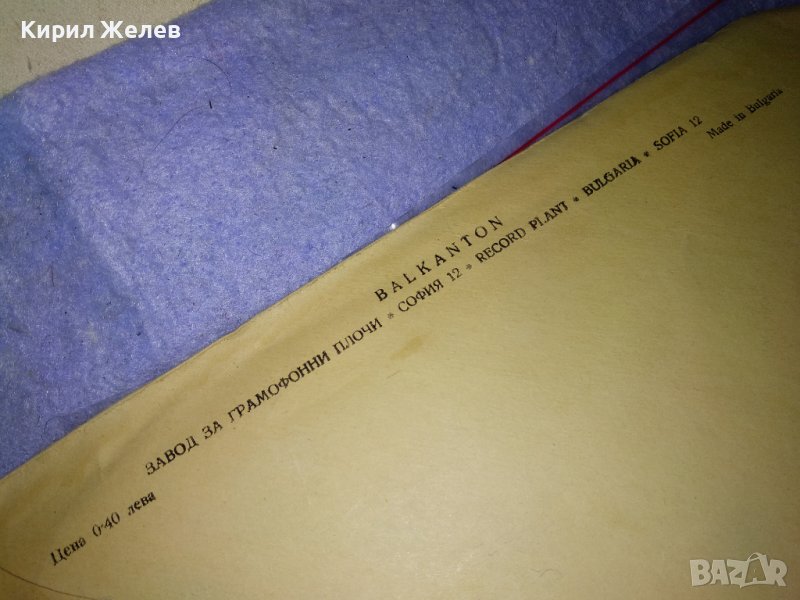 Кирил Желев
BALKANTON
ЗАВОД ЗА ГРАМОФОННИ ПЛОЧИ * СОФИЯ 12 * RECORD PLANT * BULGARIA * SOFIA 12
Цена 0·40 лева
Made in Bulgaria
BAZAR